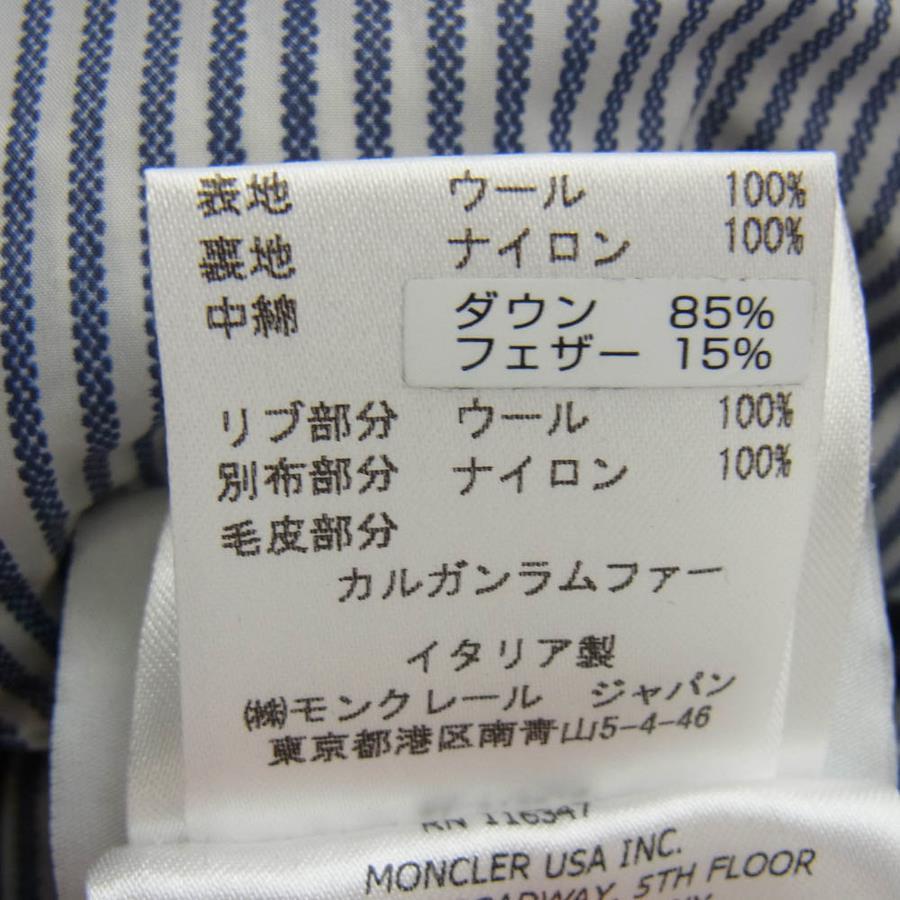 表地 ウール 100%
裏地 ナイロン 100%
中綿 ダウン 85%
フェザー 15%
リブ部分 ウール 100%
別布部分 ナイロン 100%
毛皮部分
カルガンラムファー
イタリア製
㈱モンクレール ジャパン
東京都港区南青山5-4-46
RN 116347
MONCLER USA INC.
5TH FLOOR